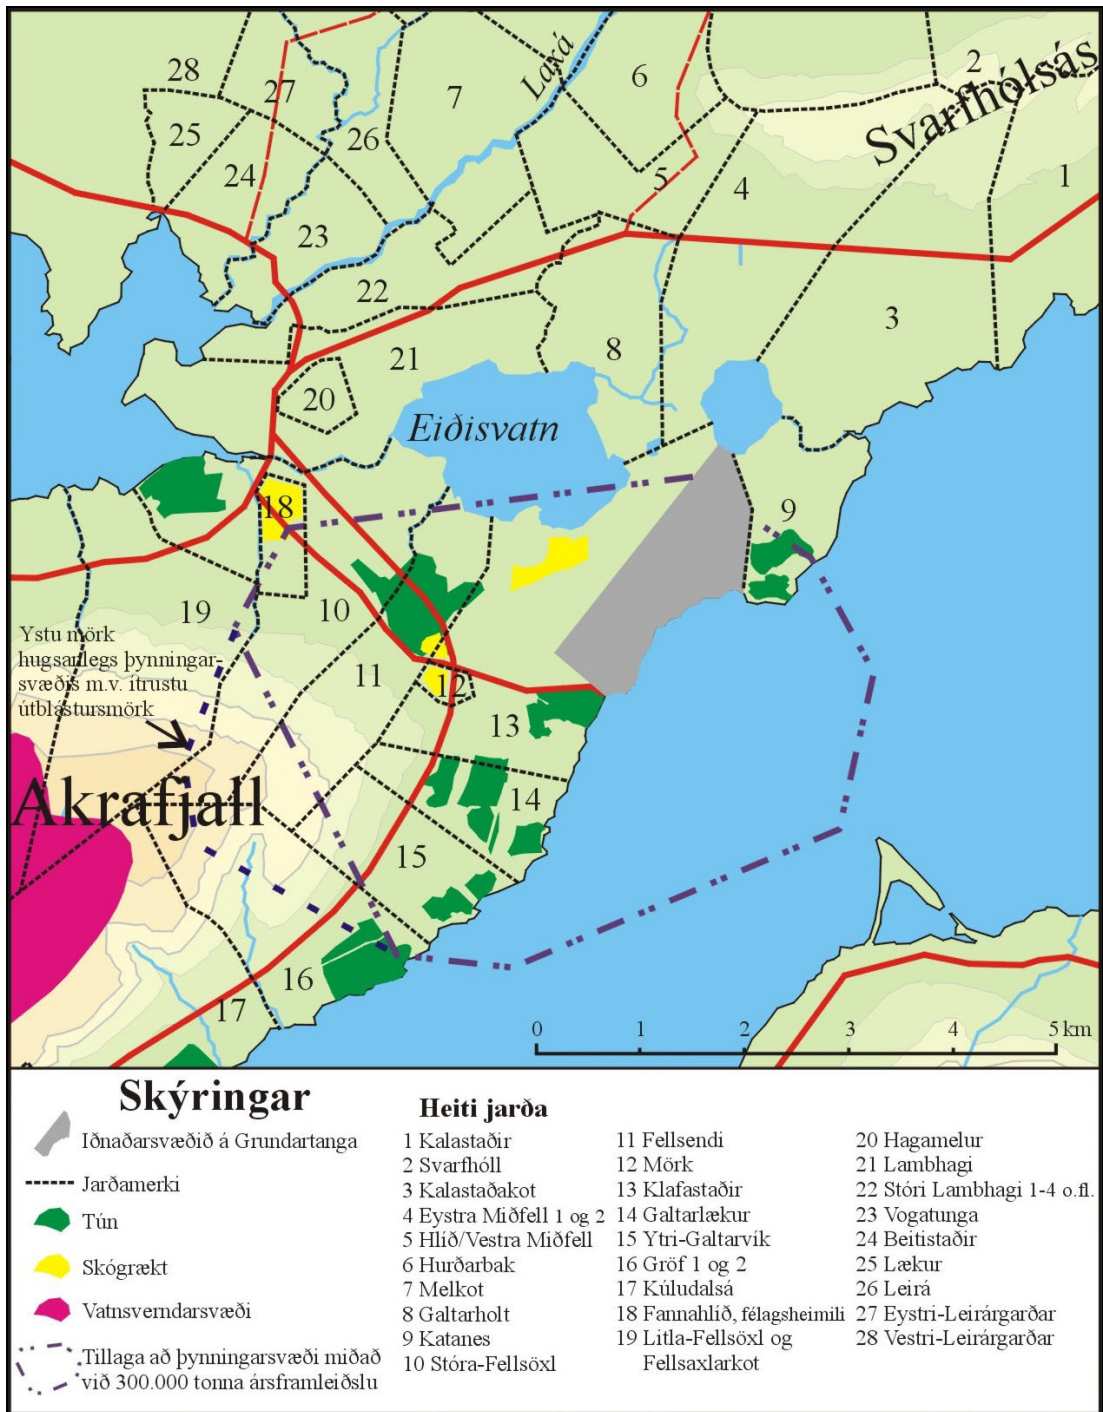 28
27
7
Laxá
6
2
Svarfhólsás
25
26
24
5
4
1
23
22
3
21
8
20
Eiðisvatn
18
9
19
10
Ystu mörk
hugsanlegs þynningar-
svæðis m.v. ítrustu
útblástursmörk
11
12
13
Akrafjall
14
15
16
17
0 1 2 3 4 5 km
Skýringar
Iðnaðarsvæðið á Grundartanga
Jarðamerki
Tún
Skógrækt
Vatnsverndarsvæði
Tillaga að þynningarsvæði miðað
við 300.000 tonna ársframleiðslu
Heiti jarða
1 Kalastaðir
2 Svarfhóll
3 Kalastaðakot
4 Eystra Miðfell 1 og 2
5 Hlíð/Vestra Miðfell
6 Hurðarbak
7 Melkot
8 Galtarholt
9 Katanes
10 Stóra-Fellsöxl
11 Fellsendi
12 Mörk
13 Klafastaðir
14 Galtarlækur
15 Ytri-Galtarvík
16 Gröf 1 og 2
17 Kúludalsá
18 Fannahlíð, félagsheimili
19 Litla-Fellsöxl og
Fellsaxlarkot
20 Hagamelur
21 Lambhagi
22 Stóri Lambhagi 1-4 o.fl.
23 Vogatunga
24 Beitistaðir
25 Lækur
26 Leirá
27 Eystri-Leirárgarðar
28 Vestri-Leirárgarðar